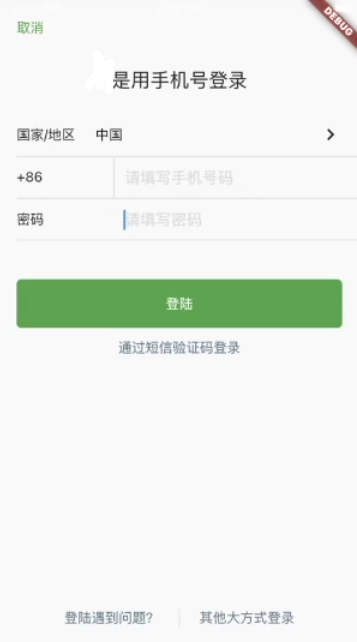 取消
DEBUG
是用手机号登录
国家/地区 中国
+86 请填写手机号码
密码 请填写密码
登陆
通过短信验证码登录
登陆遇到问题? 其他大方式登录